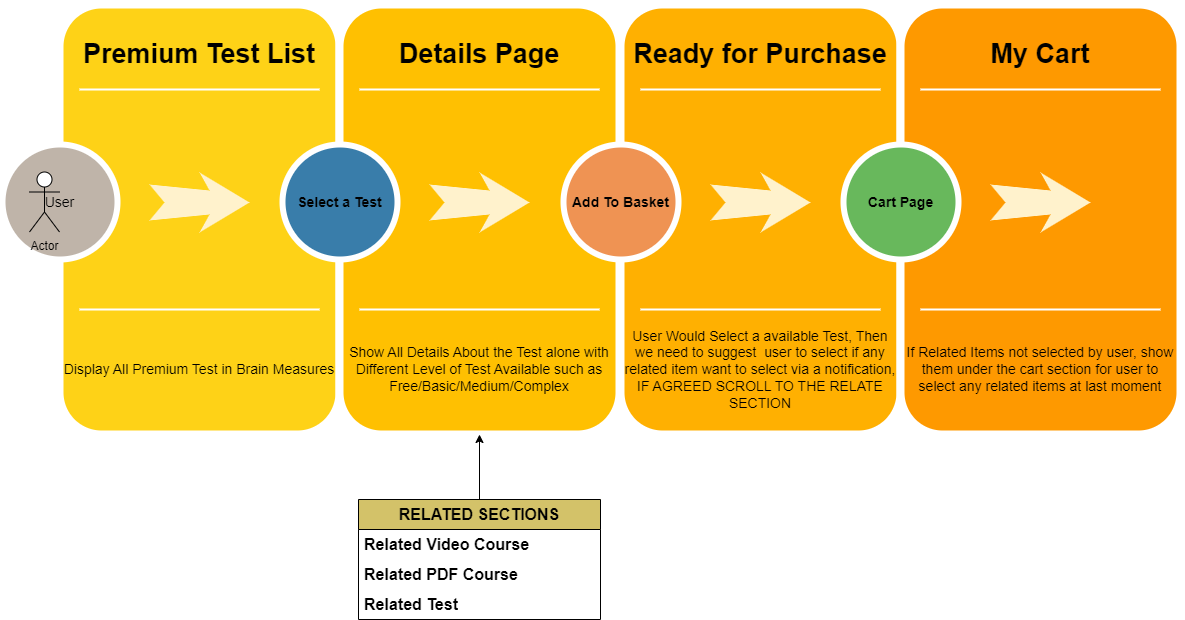 Premium Test List
Details Page
Ready for Purchase
My Cart
User
Actor
Select a Test
Add To Basket
Cart Page
Display All Premium Test in Brain Measures
Show All Details About the Test alone with
Different Level of Test Available such as
Free/Basic/Medium/Complex
User Would Select a available Test, Then
we need to suggest  user to select if any
related item want to select via a notification,
IF AGREED SCROLL TO THE RELATE
SECTION
If Related Items not selected by user, show
them under the cart section for user to
select any related items at last moment
RELATED SECTIONS
Related Video Course
Related PDF Course
Related Test